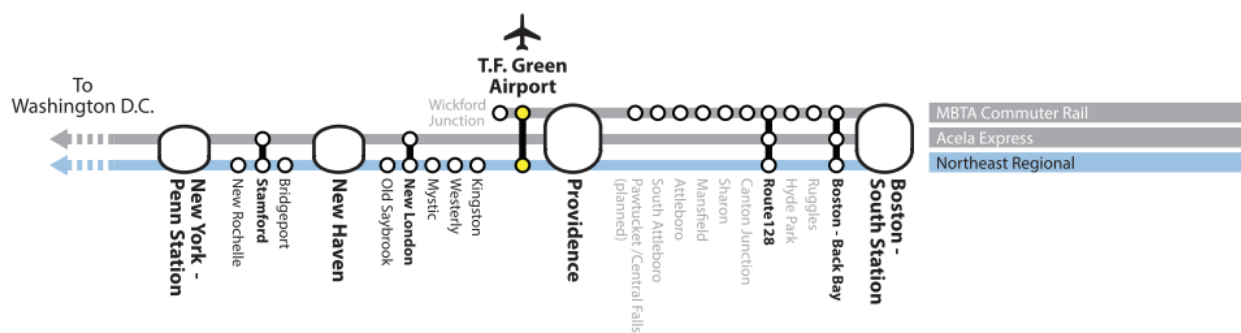 To
Washington D.C.
T.F. Green
Airport
Wickford
Junction
MBTA Commuter Rail
Acela Express
Northeast Regional
New York -
Penn Station
New Rochelle
Stamford
Bridgeport
New Haven
Old Saybrook
New London
Mystic
Westerly
Kingston
Providence
Pawtucket /Central Falls
(planned)
South Attleboro
Attleboro
Mansfield
Sharon
Canton Junction
Route128
Hyde Park
Ruggles
Boston - Back Bay
Boston -
South Station